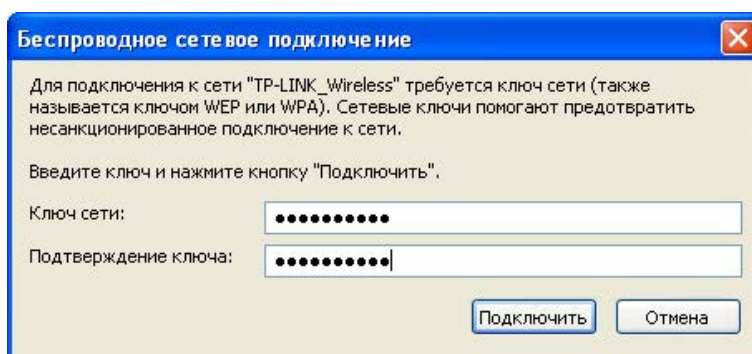 Беспроводное сетевое подключение
Для подключения к сети "TP-LINK_Wireless" требуется ключ сети (также
называется ключом WEP или WPA). Сетевые ключи помогают предотвратить
несанкционированное подключение к сети.
Введите ключ и нажмите кнопку "Подключить".
Ключ сети: ••••••••••
Подтверждение ключа: ••••••••••
Подключить Отмена